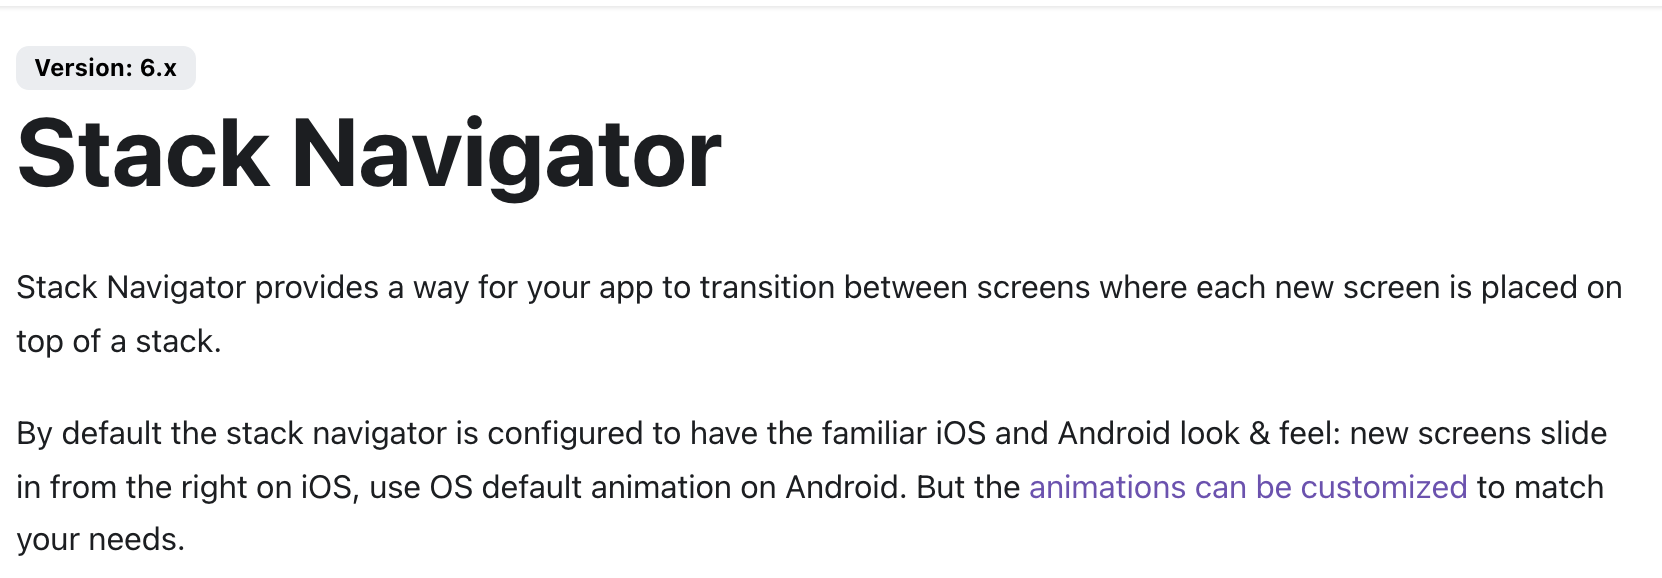 Version: 6.x
Stack Navigator
Stack Navigator provides a way for your app to transition between screens where each new screen is placed on
top of a stack.
By default the stack navigator is configured to have the familiar iOS and Android look & feel: new screens slide
in from the right on iOS, use OS default animation on Android. But the animations can be customized to match
your needs.